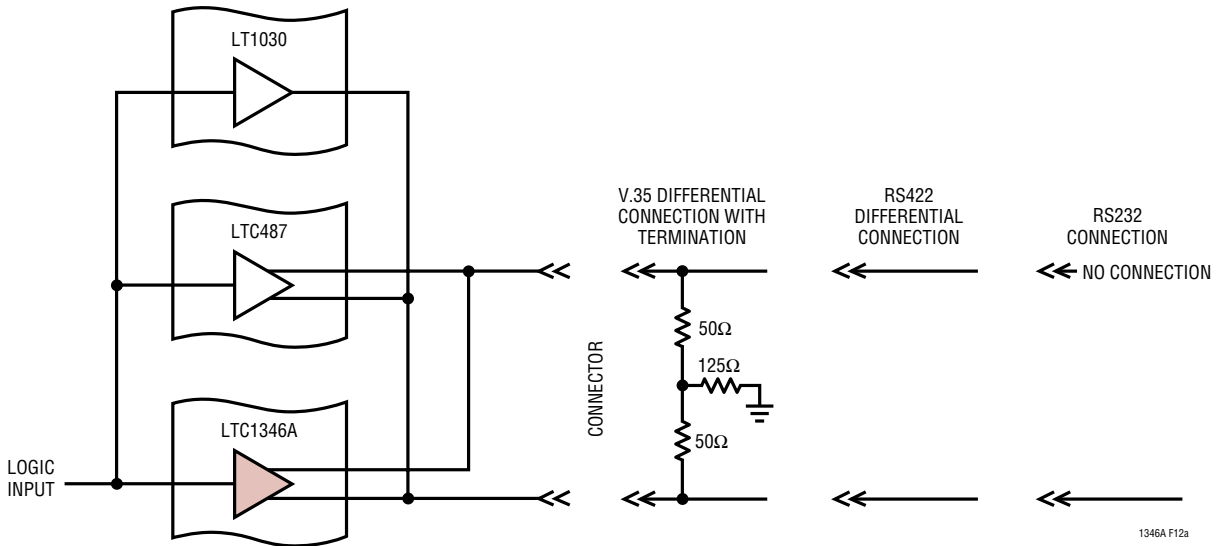 LT1030
LTC487
LTC1346A
LOGIC
INPUT
CONNECTOR
V.35 DIFFERENTIAL
CONNECTION WITH
TERMINATION
50Ω
125Ω
50Ω
RS422
DIFFERENTIAL
CONNECTION
RS232
CONNECTION
NO CONNECTION
1346A F12a